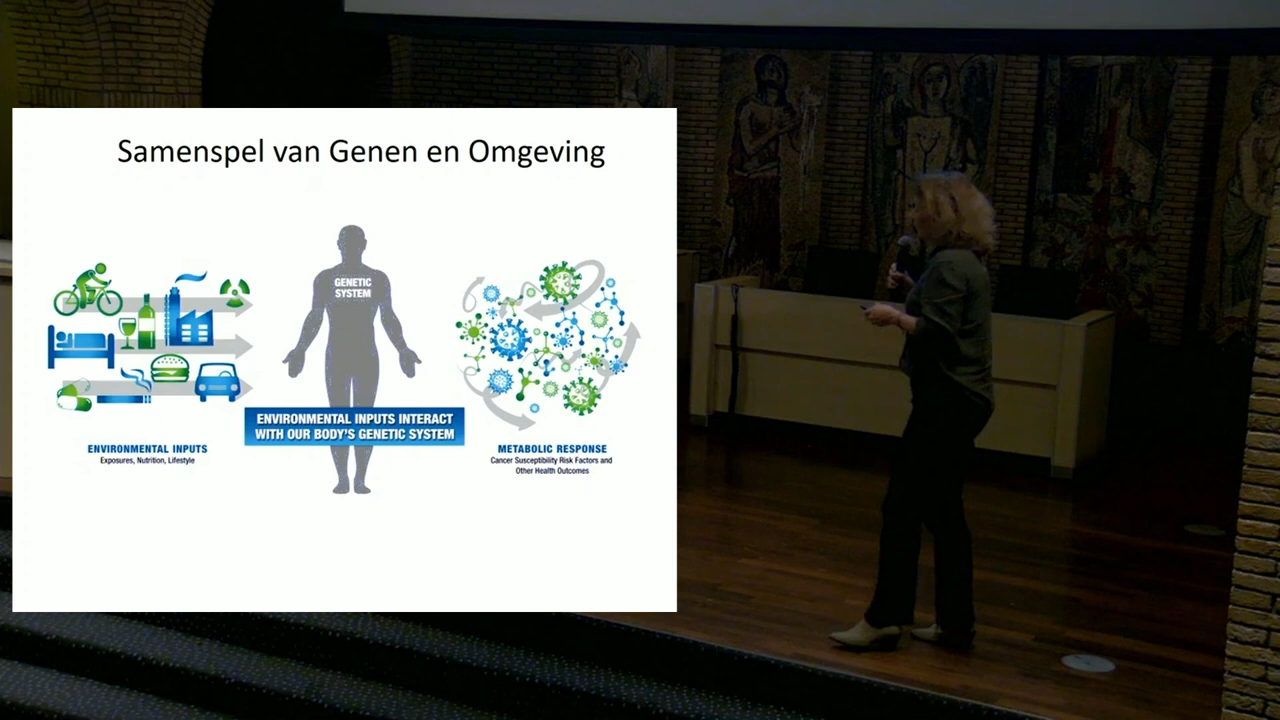 Samenspel van Genen en Omgeving
GENETIC
SYSTEM
ENVIRONMENTAL INPUTS INTERACT
WITH OUR BODY'S GENETIC SYSTEM
ENVIRONMENTAL INPUTS
Exposures, Nutrition, Lifestyle
METABOLIC RESPONSE
Cancer Susceptibility Risk Factors and
Other Health Outcomes